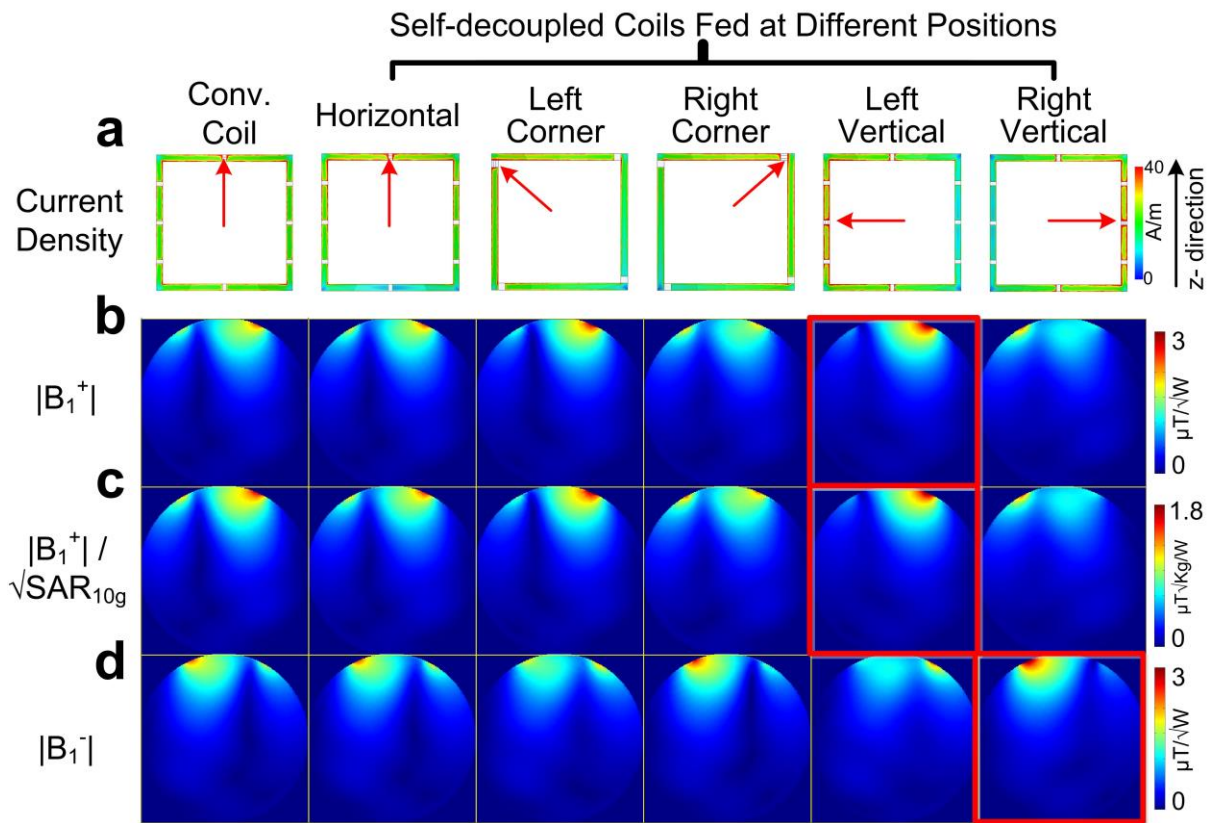 Self-decoupled Coils Fed at Different Positions
Conv.
Coil
Horizontal
Left
Corner
Right
Corner
Left
Vertical
Right
Vertical
a
Current
Density
40
A/m
0
z- direction
b
|B₁⁺|
3
µT/√W
0
c
|B₁⁺| /
√SAR₁₀g
1.8
µT√Kg/W
0
d
|B₁⁻|
3
µT/√W
0